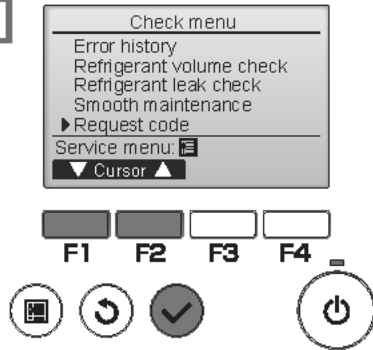 Check menu
Error history
Refrigerant volume check
Refrigerant leak check
Smooth maintenance
Request code
Service menu:
Cursor
F1 F2 F3 F4